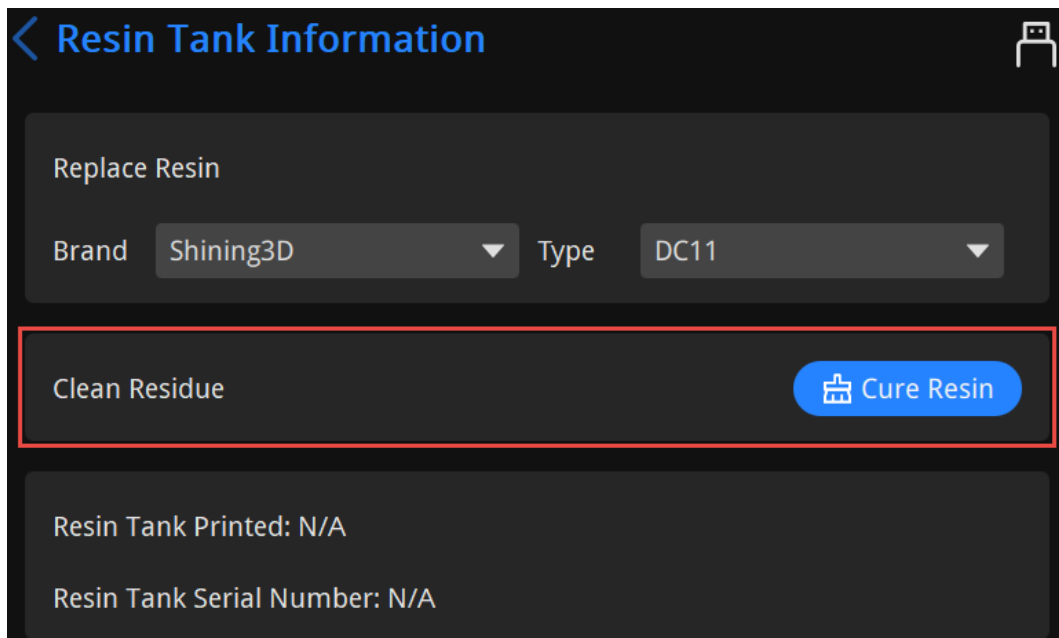 Resin Tank Information
Replace Resin
Brand Shining3D Type DC11
Clean Residue Cure Resin
Resin Tank Printed: N/A
Resin Tank Serial Number: N/A